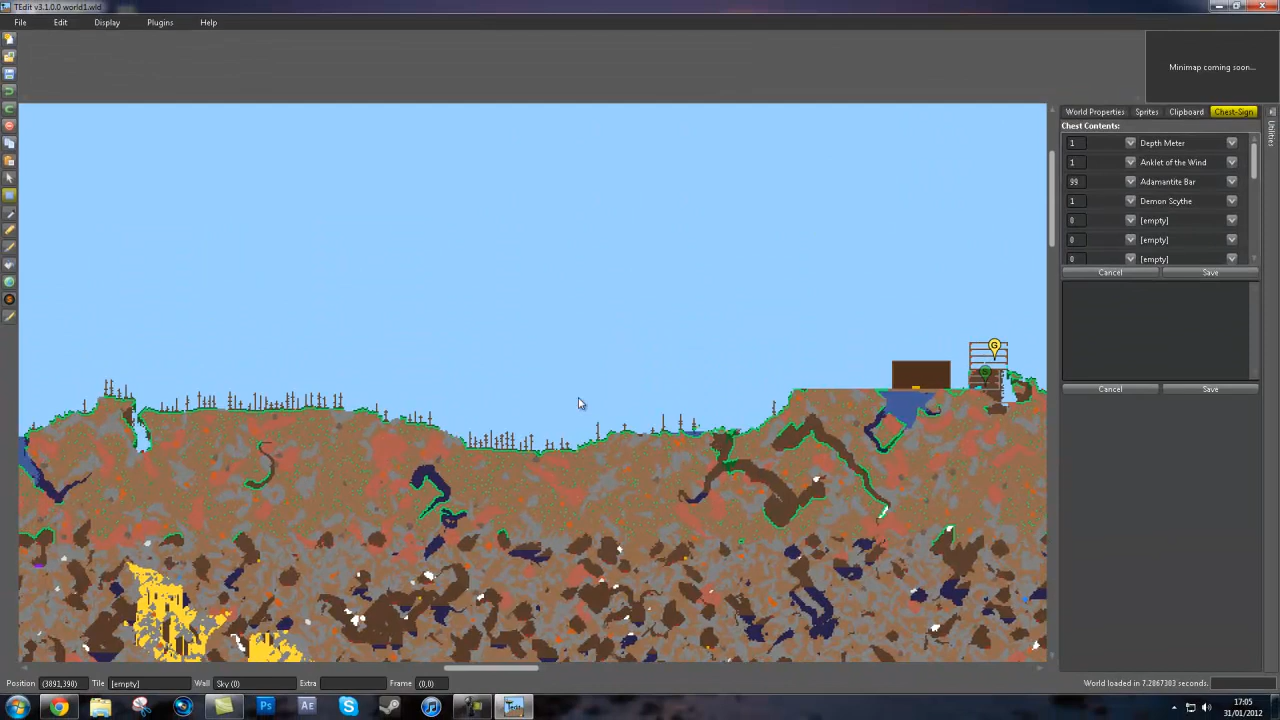 TEdit v3.1.0.0 world1.wld
File Edit Display Plugins Help
Minimap coming soon...
World Properties Sprites Clipboard Chest-Sign
Utilities
Chest Contents:
1 Depth Meter
1 Anklet of the Wind
99 Adamantite Bar
1 Demon Scythe
0 [empty]
0 [empty]
0 [empty]
Cancel Save
G
S
Cancel Save
Position (3891,390) Tile [empty] Wall Sky (0) Extra Frame (0,0) World loaded in 7.2867303 seconds.
Ps Ae S
17:05
31/01/2012